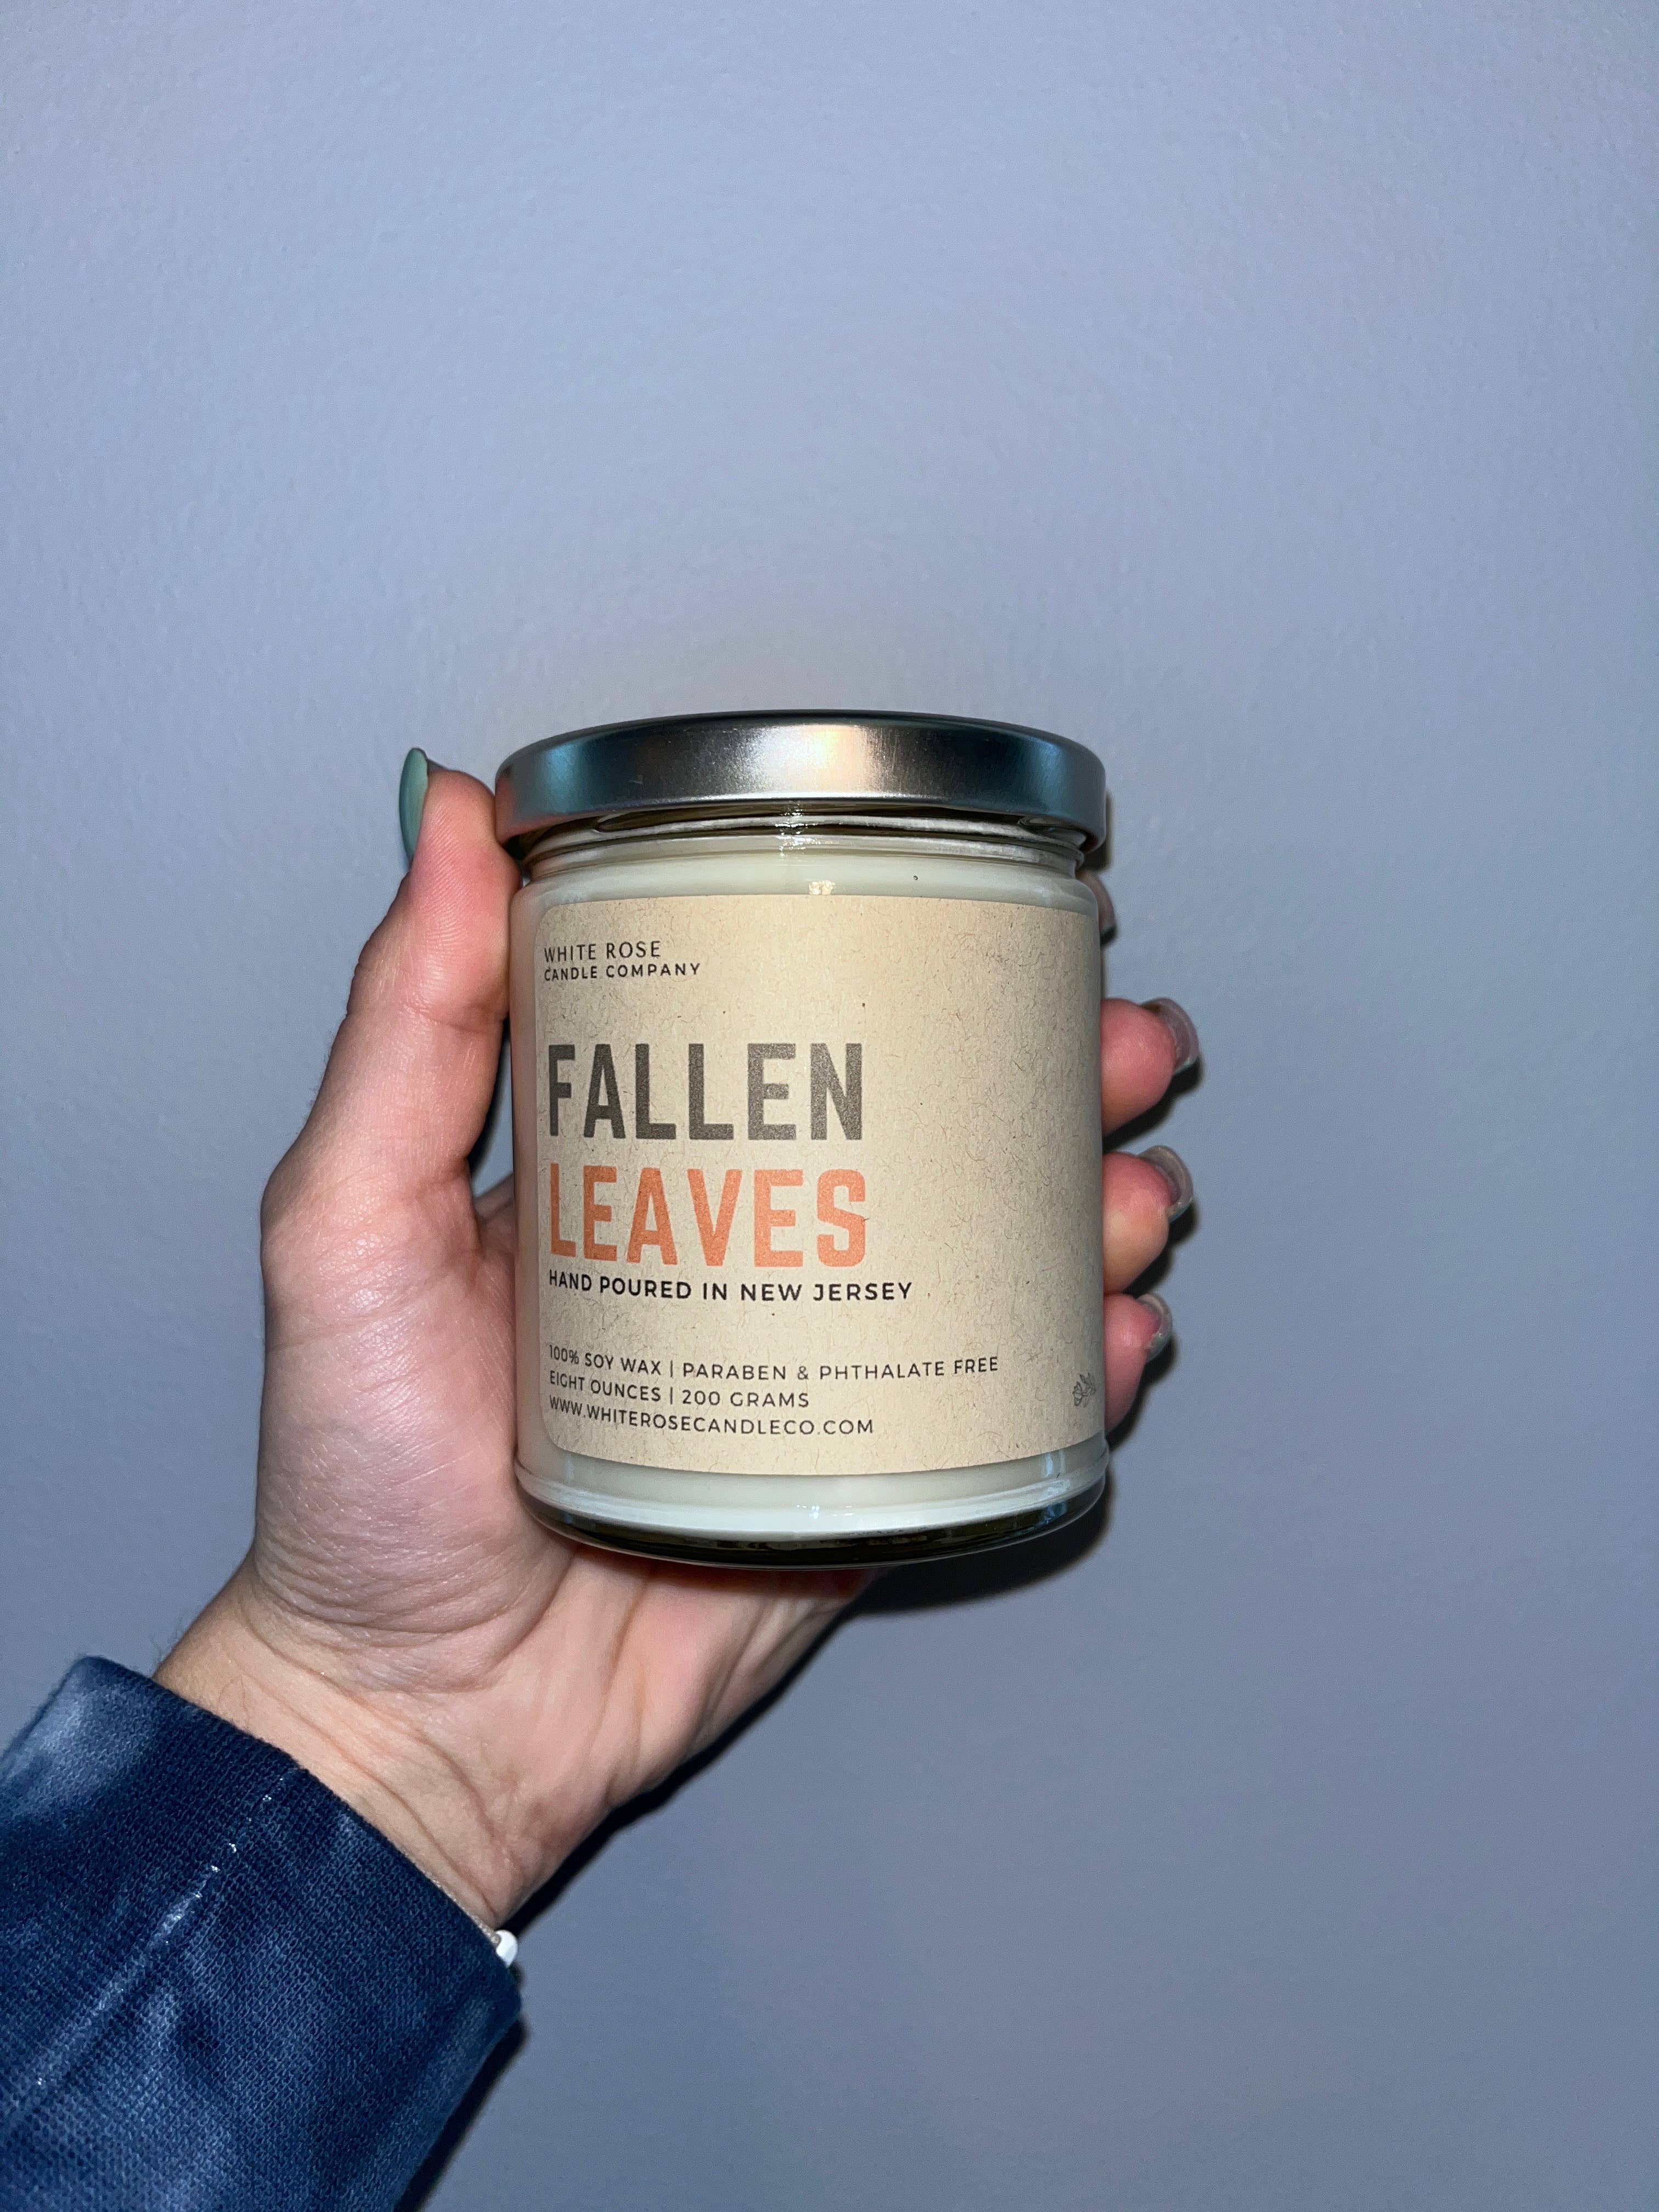 WHITE ROSE
CANDLE COMPANY
FALLEN
LEAVES
HAND POURED IN NEW JERSEY
100% SOY WAX | PARABEN & PHTHALATE FREE
EIGHT OUNCES | 200 GRAMS
WWW.WHITEROSECANDLECO.COM